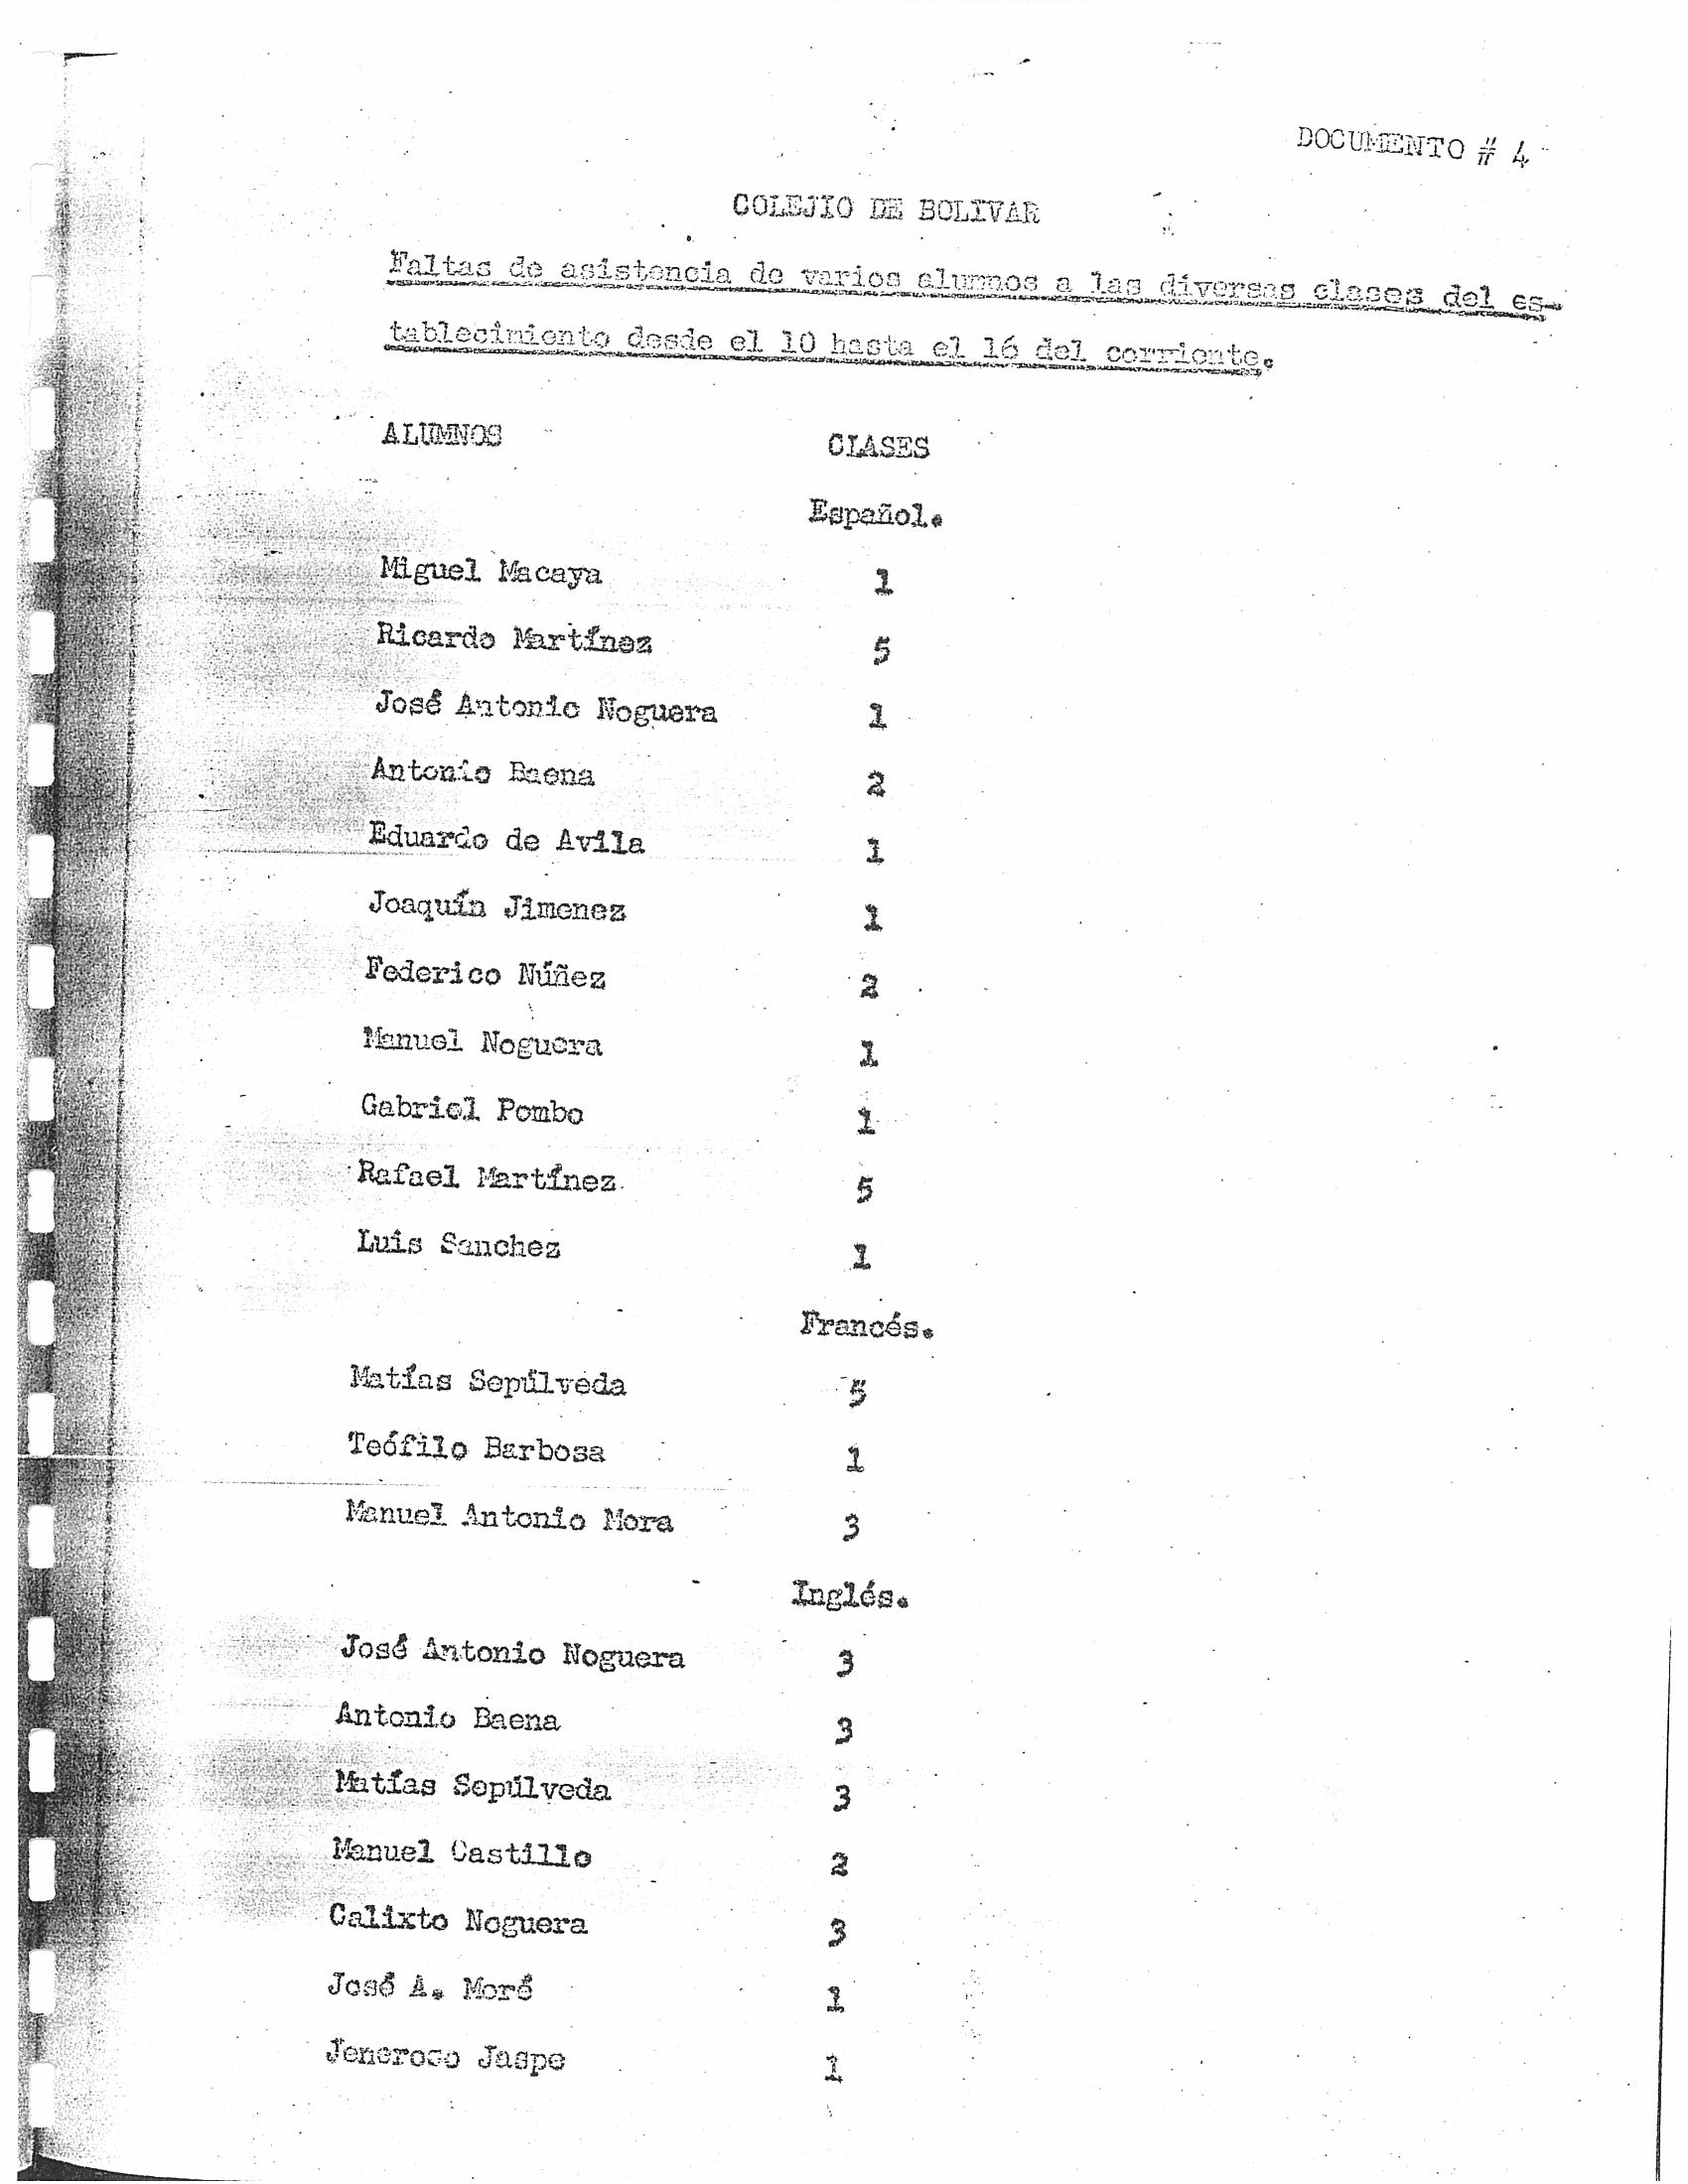 DOCUMENTO # 4
COLEJIO DE BOLIVAR
Faltas de asistencia de varios alumnos a las diversas clases del es-
tablecimiento desde el 10 hasta el 16 del corriente.
ALUMNOS CLASES
Español.
Miguel Macaya 1
Ricardo Martínez 5
José Antonio Noguera 1
Antonio Baena 2
Eduardo de Avila 1
Joaquín Jimenez 1
Federico Núñez 2
Manuel Noguera 1
Gabriel Pombo 1
Rafael Martínez 5
Luis Sanchez 1
Francés.
Matías Sepúlveda 5
Teófilo Barbosa 1
Manuel Antonio Mora 3
Inglés.
José Antonio Noguera 3
Antonio Baena 3
Matías Sepúlveda 3
Manuel Castillo 2
Calixto Noguera 3
José A. Moré 1
Jeneroso Jaspe 1